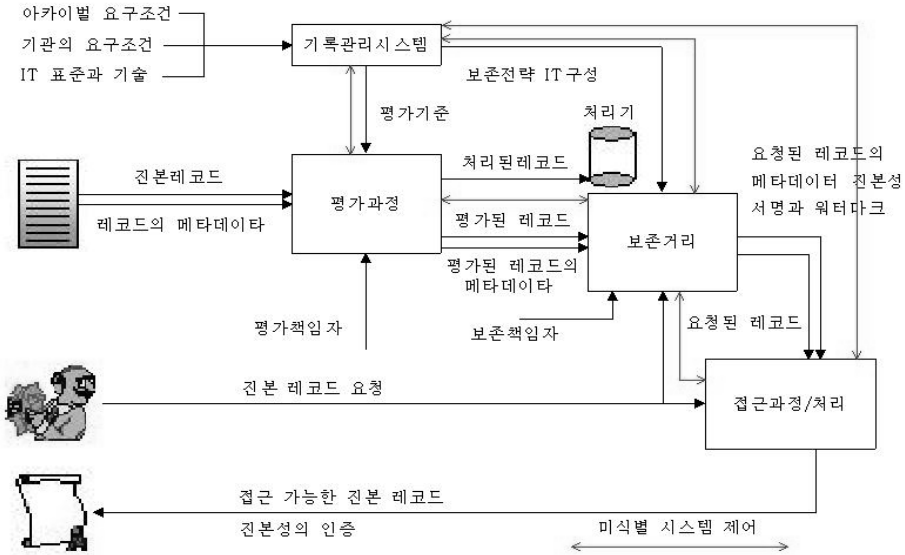 아카이벌 요구조건
기관의 요구조건
IT 표준과 기술
기록관리시스템
보존전략 IT구성
평가기준
처리기
진본레코드
레코드의 메타데이타
평가과정
처리된레코드
평가된 레코드
평가된 레코드의
메타데이타
보존거리
요청된 레코드의
메타데이터 진본성
서명과 워터마크
평가책임자
보존책임자
요청된 레코드
진본 레코드 요청
접근과정/처리
접근 가능한 진본 레코드
진본성의 인증
미식별 시스템 제어